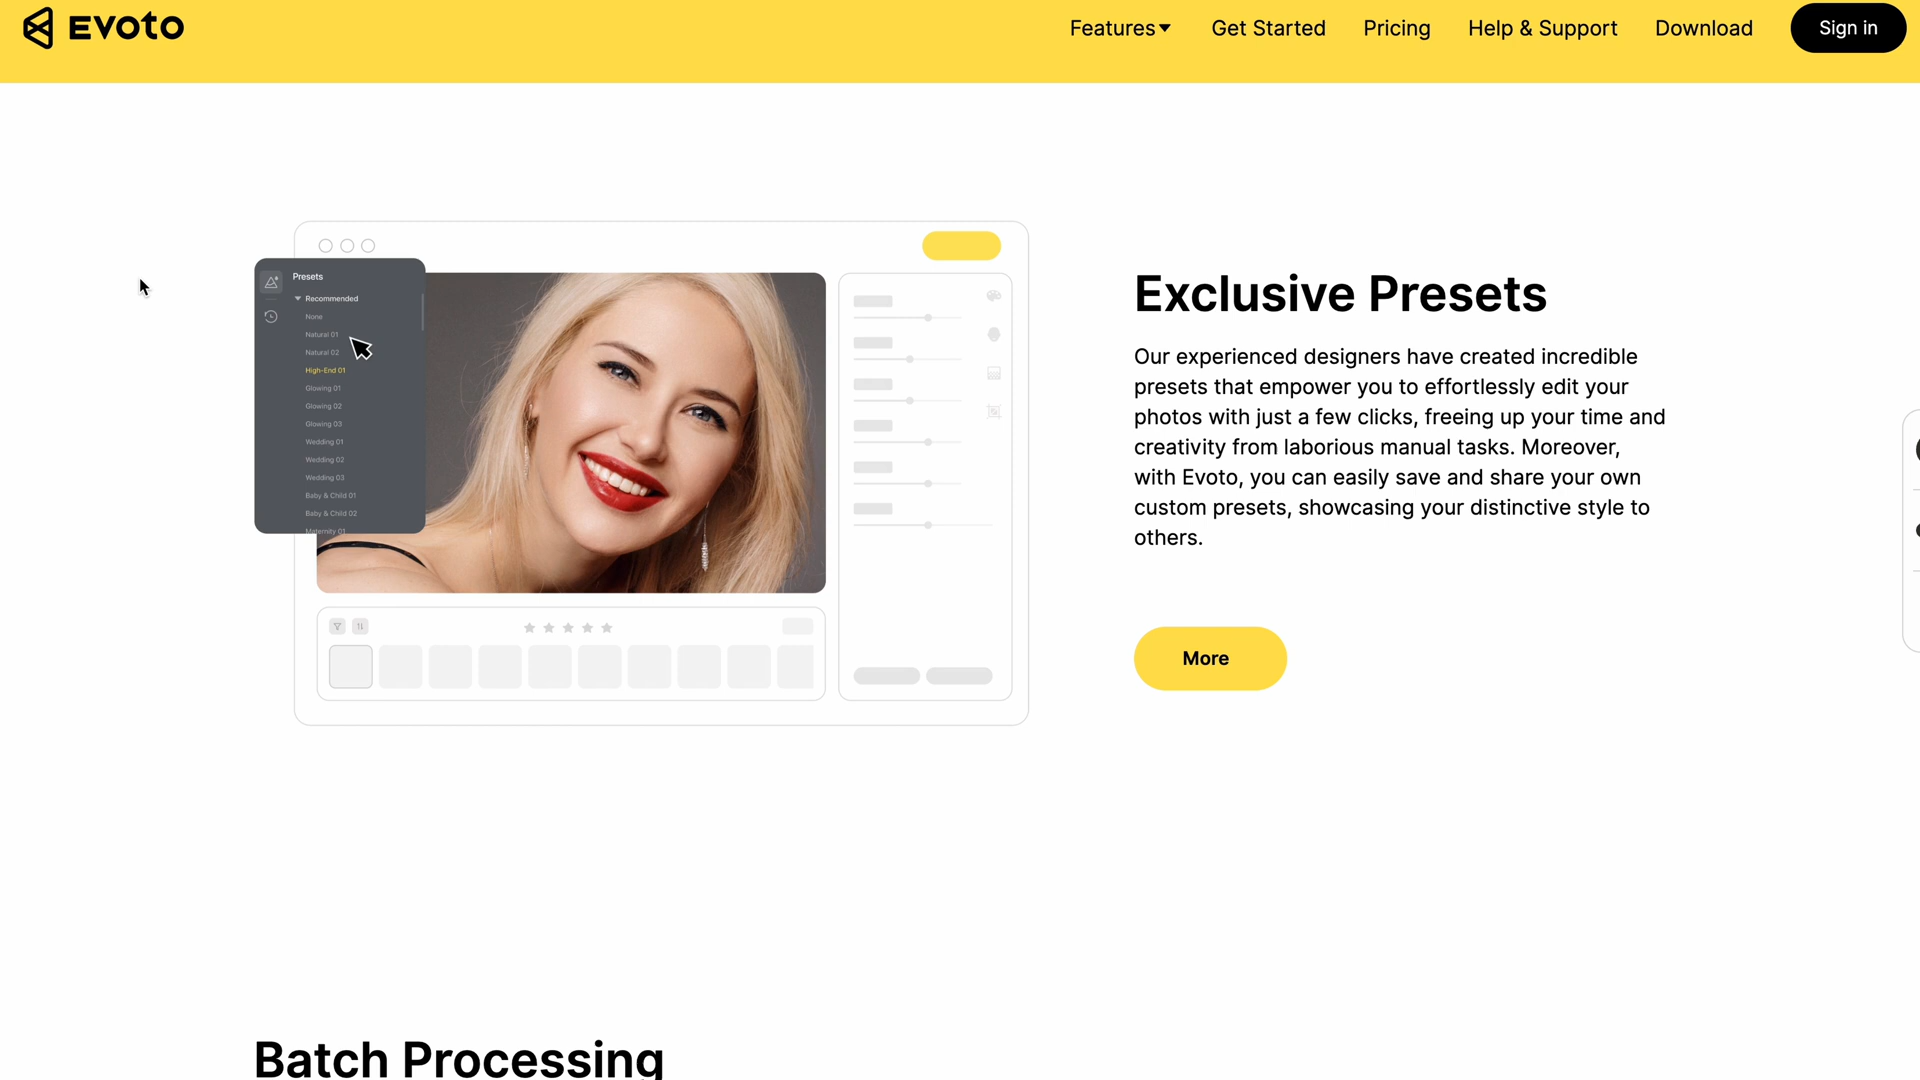 EVOTO
Features
Get Started
Pricing
Help & Support
Download
Sign in
Presets
Recommended
None
Natural 01
Natural 02
High-End 01
Glowing 01
Glowing 02
Glowing 03
Wedding 01
Wedding 02
Wedding 03
Baby & Child 01
Baby & Child 02
Maternity 01
Exclusive Presets
Our experienced designers have created incredible
presets that empower you to effortlessly edit your
photos with just a few clicks, freeing up your time and
creativity from laborious manual tasks. Moreover,
with Evoto, you can easily save and share your own
custom presets, showcasing your distinctive style to
others.
More
Batch Processing